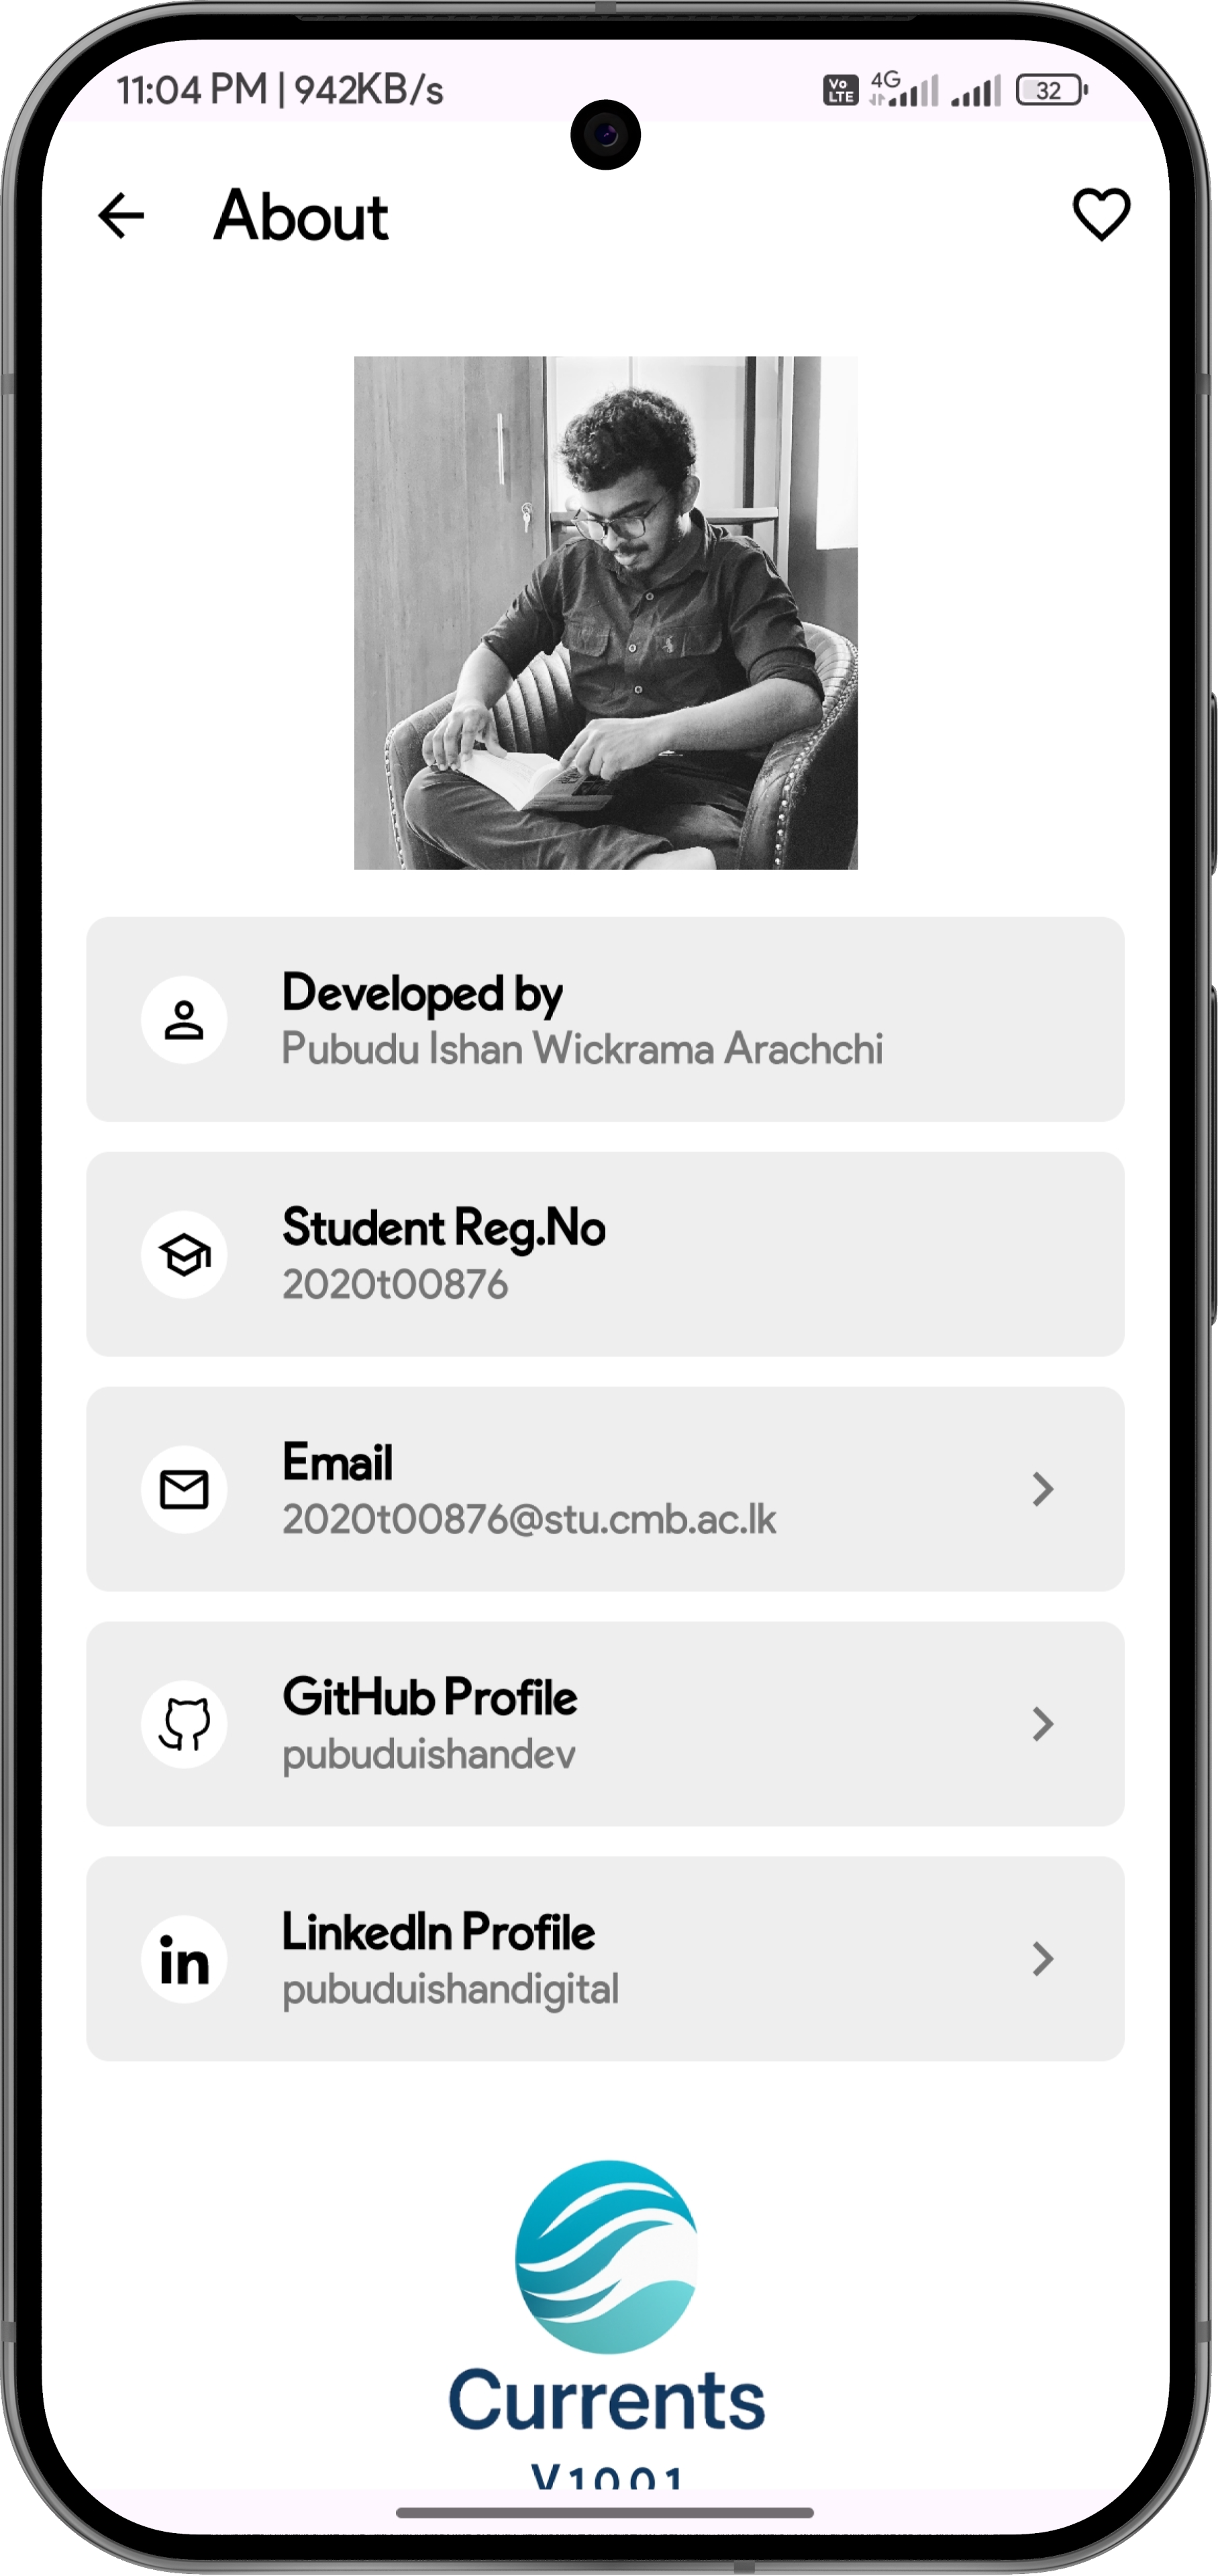 11:04 PM | 942KB/s
Vo
LTE
4G
32
About
Developed by
Pubudu Ishan Wickrama Arachchi
Student Reg.No
2020t00876
Email
2020t00876@stu.cmb.ac.lk
GitHub Profile
pubuduishandev
in
LinkedIn Profile
pubuduishandigital
Currents